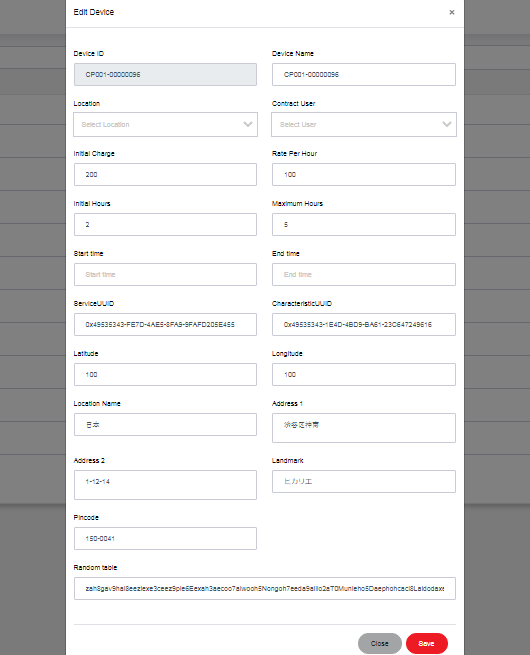 Edit Device ×
Device ID Device Name
CP001-00000096 CP001-00000096
Location Contract User
Select Location Select User
Initial Charge Rate Per Hour
200 100
Initial Hours Maximum Hours
2 5
Start time End time
Start time End time
ServiceUUID CharacteristicUUID
0x49535343-FE7D-4AE5-8FA9-9FAFD205E455 0x49535343-1E4D-4BD9-BA61-23C647249616
Latitude Longitude
100 100
Location Name Address 1
日本 渋谷区神南
Address 2 Landmark
1-12-14 ヒカリエ
Pincode
150-0041
Random table
Close Save